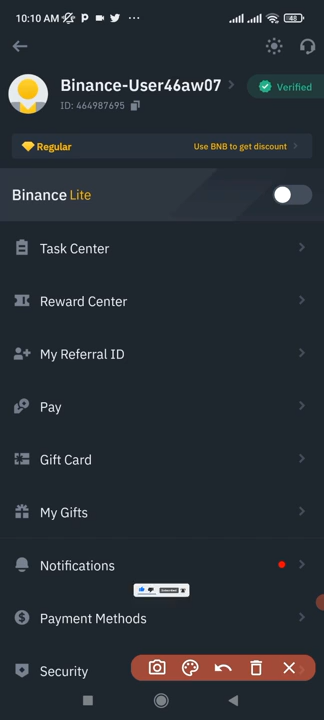 10:10 AM
48
Binance-User46aw07
Verified
ID: 464987695
Regular
Use BNB to get discount
Binance Lite
Task Center
Reward Center
My Referral ID
Pay
Gift Card
My Gifts
Notifications
Payment Methods
Security